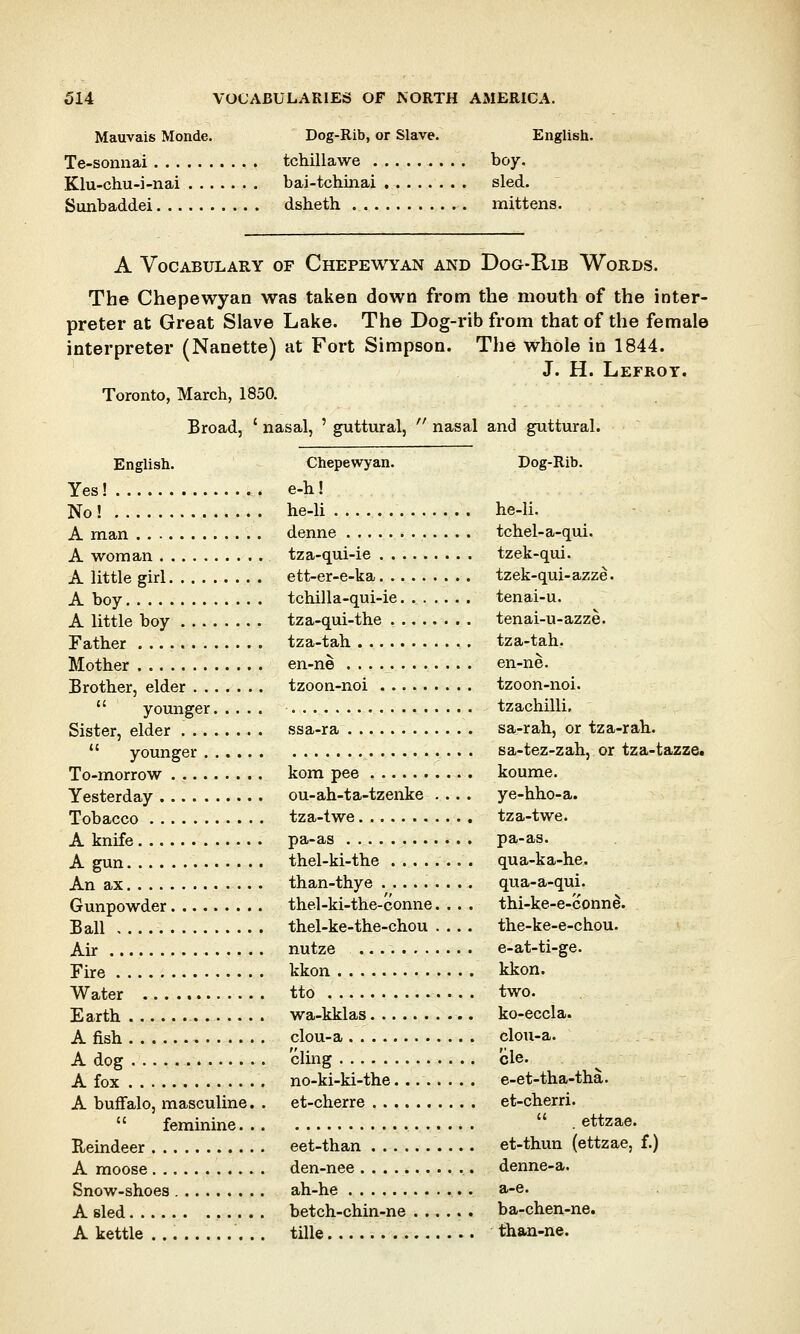 514 VOCABULARIES OF NORTH AMERICA.
Mauvais Monde. Dog-Rib, or Slave. English.
Te-sonnai .......... tchillawe ......... boy.
Klu-chu-i-nai ....... bai-tchinai ........ sled.
Sunbaddei .......... dsheth ........... mittens.
A Vocabulary of Chepewyan and Dog-Rib Words.
The Chepewyan was taken down from the mouth of the inter-
preter at Great Slave Lake. The Dog-rib from that of the female
interpreter (Nanette) at Fort Simpson. The whole in 1844.
J. H. Lefroy.
Toronto, March, 1850.
Broad, ‘ nasal, ’ guttural, ″ nasal and guttural.
English. Chepewyan. Dog-Rib.
Yes! ............... e-h!
No! ............... he-li ............. he-li.
A man ............. denne ............ tchel-a-qui.
A woman .......... tza-qui-ie ......... tzek-qui.
A little girl ......... ett-er-e-ka ......... tzek-qui-azzè.
A boy ............. tchilla-qui-ie ....... tenai-u.
A little boy ........ tza-qui-the ........ tenai-u-azzè.
Father ............ tza-tah ........... tza-tah.
Mother ............ en-nè ............ en-nè.
Brother, elder ....... tzoon-noi ......... tzoon-noi.
“ younger ..... ................. tzachilli.
Sister, elder ........ ssa-ra ............ sa-rah, or tza-rah.
“ younger ...... ................. sa-tez-zah, or tza-tazze.
To-morrow ......... kom pee .......... koume.
Yesterday .......... ou-ah-ta-tzenke .... ye-hho-a.
Tobacco ........... tza-twe ........... tza-twe.
A knife ............ pa-as ............ pa-as.
A gun ............. thel-ki-the ........ qua-ka-he.
An ax ............. than-thye ......... qua-a-qui.
Gunpowder ......... thel-ki-the-c̎onne .... thi-ke-e-c̎onnè.
Ball .............. thel-ke-the-chou .... the-ke-e-chou.
Air ............... nutze ........... e-at-ti-ge.
Fire .............. kkon ............. kkon.
Water ............ tto .............. two.
Earth ............. wa-kklas .......... ko-eccla.
A fish ............. clou-a ............ clou-a.
A dog ............. c̎ling ............. c̎le.
A fox ............. no-ki-ki-the ........ e-et-tha-thà.
A buffalo, masculine. . et-cherre .......... et-cherri.
“ feminine ... ................. “ ettzae.
Reindeer ........... eet-than .......... et-thun (ettzae, f.)
A moose ........... den-nee ........... denne-a.
Snow-shoes ......... ah-he ............ a-e.
A sled ............ betch-chin-ne ...... ba-chen-ne.
A kettle ........... tille .............. than-ne.